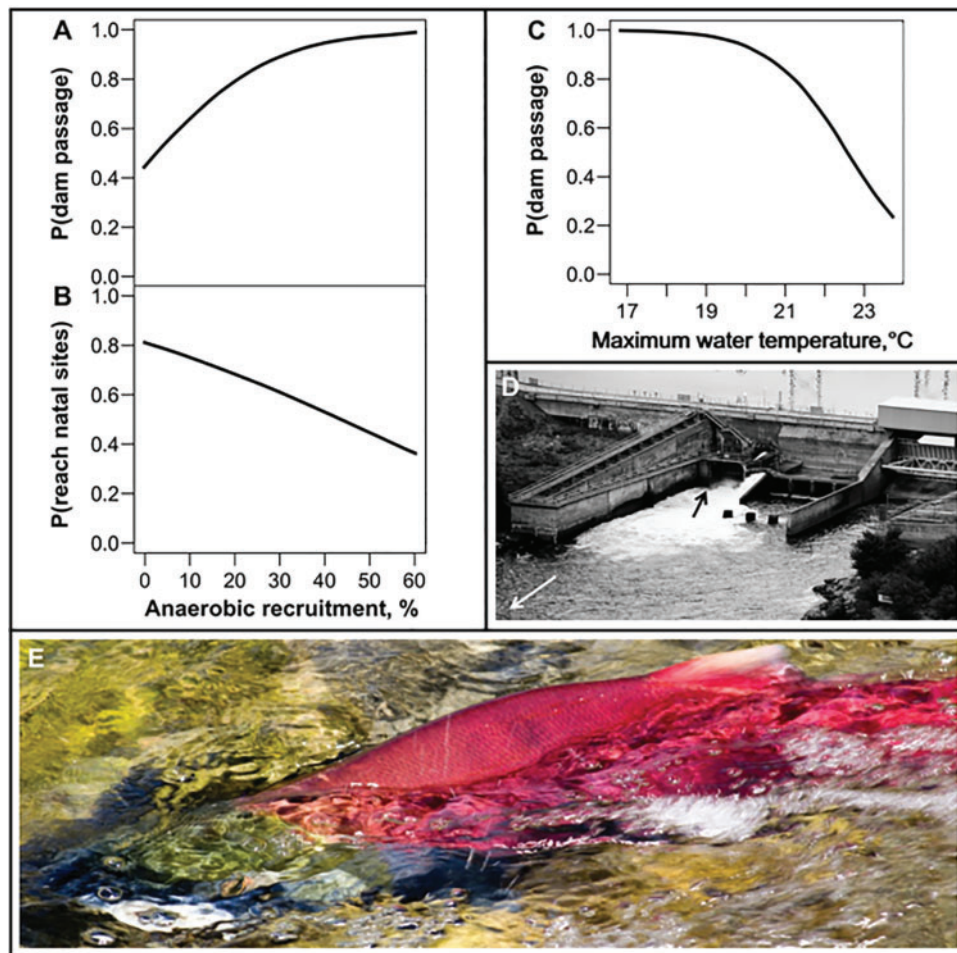 A
P(dam passage)
1.0
0.8
0.6
0.4
0.2
0.0
B
P(reach natal sites)
1.0
0.8
0.6
0.4
0.2
0.0
0 10 20 30 40 50 60
Anaerobic recruitment, %
C
P(dam passage)
1.0
0.8
0.6
0.4
0.2
0.0
17 19 21 23
Maximum water temperature,°C
D
E